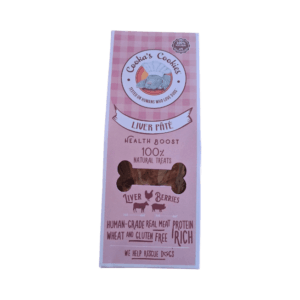 Cooka's Cookies
LIVER PÂTÉ
HEALTH BOOST
100%
NATURAL TREATS
LIVER BERRIES
HUMAN-GRADE REAL MEAT
WHEAT AND GLUTEN FREE
PROTEIN
RICH
WE HELP RESCUE DOGS